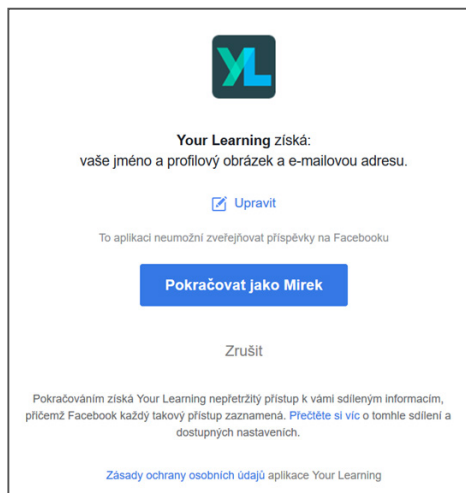 YL
Your Learning získá:
vaše jméno a profilový obrázek a e-mailovou adresu.
Upravit
To aplikaci neumožní zveřejňovat příspěvky na Facebooku
Pokračovat jako Mirek
Zrušit
Pokračováním získá Your Learning nepřetržitý přístup k vámi sdíleným informacím,
přičemž Facebook každý takový přístup zaznamená. Přečtěte si víc o tomhle sdílení a
dostupných nastaveních.
Zásady ochrany osobních údajů aplikace Your Learning